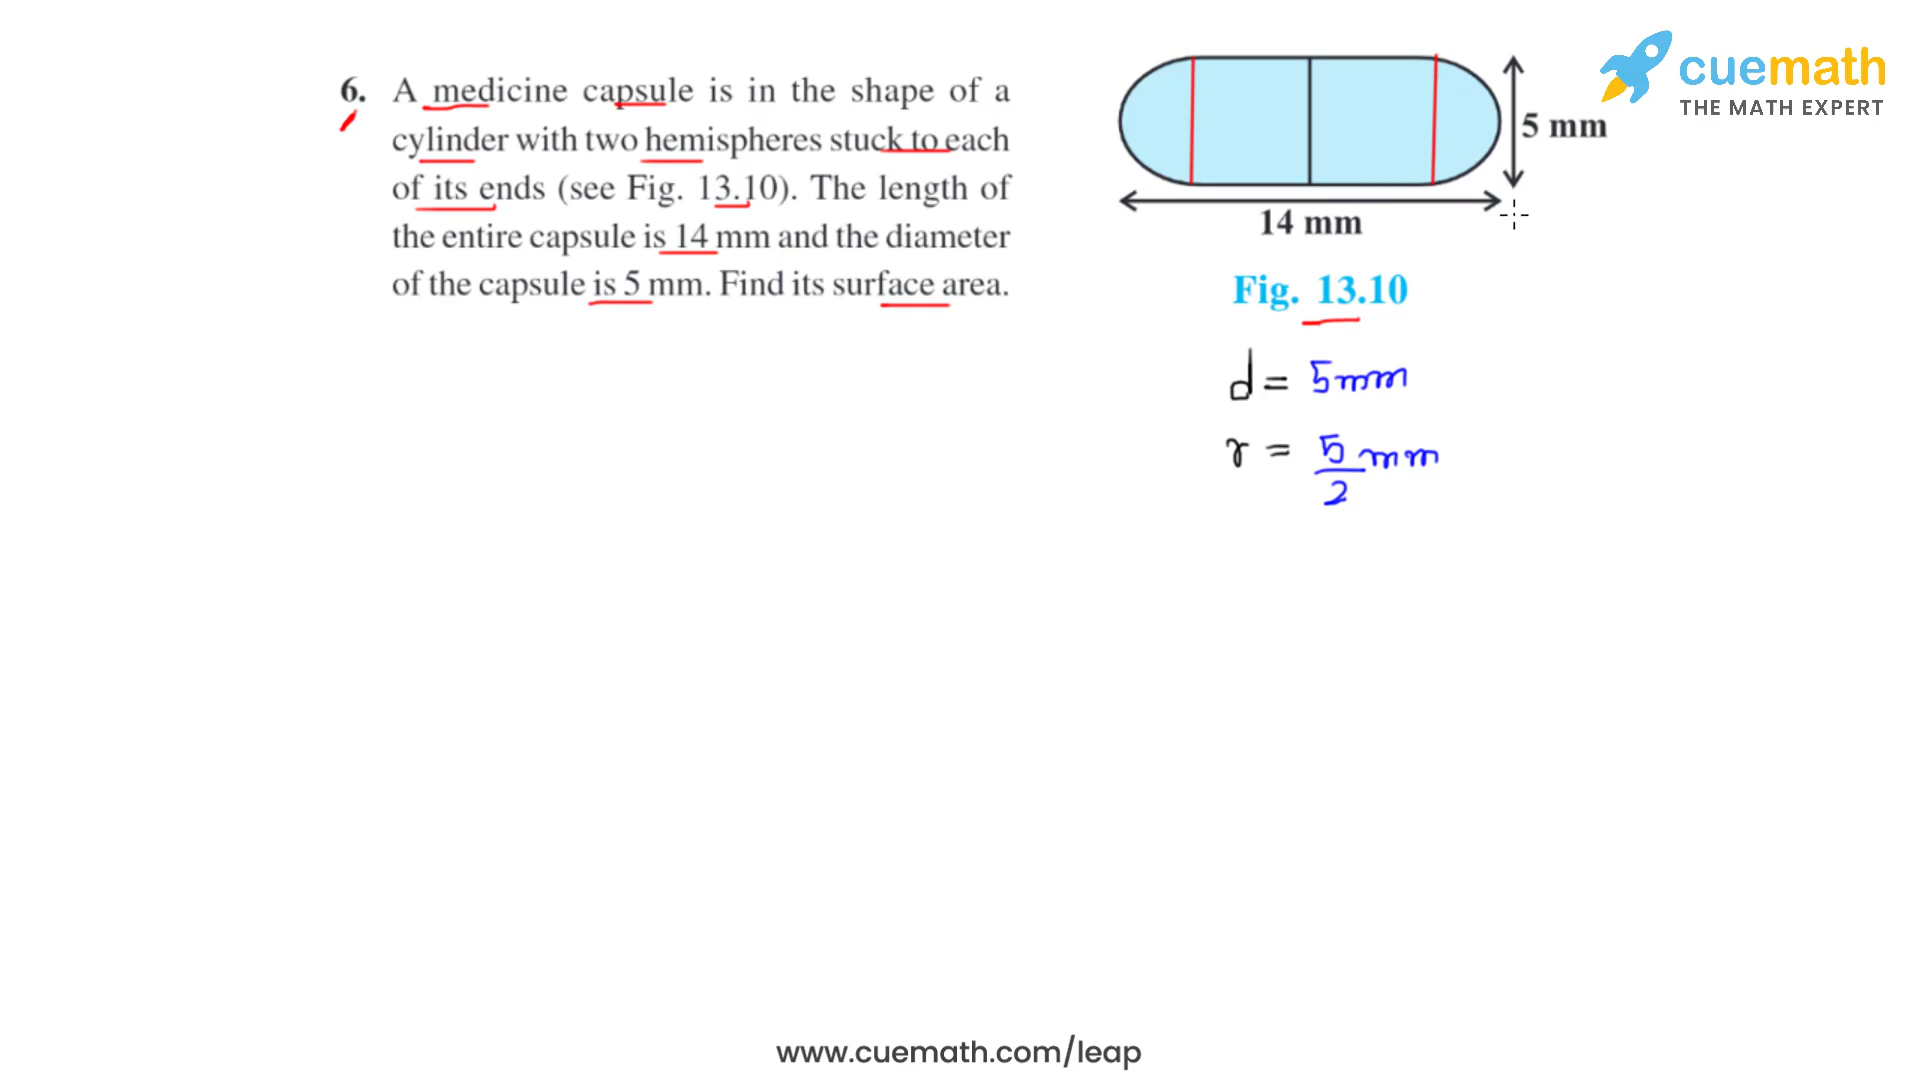 6. A medicine capsule is in the shape of a
cylinder with two hemispheres stuck to each
of its ends (see Fig. 13.10). The length of
the entire capsule is 14 mm and the diameter
of the capsule is 5 mm. Find its surface area.
5 mm
14 mm
Fig. 13.10
cuemath
THE MATH EXPERT
d = 5mm
r = 5/2 mm
www.cuemath.com/leap